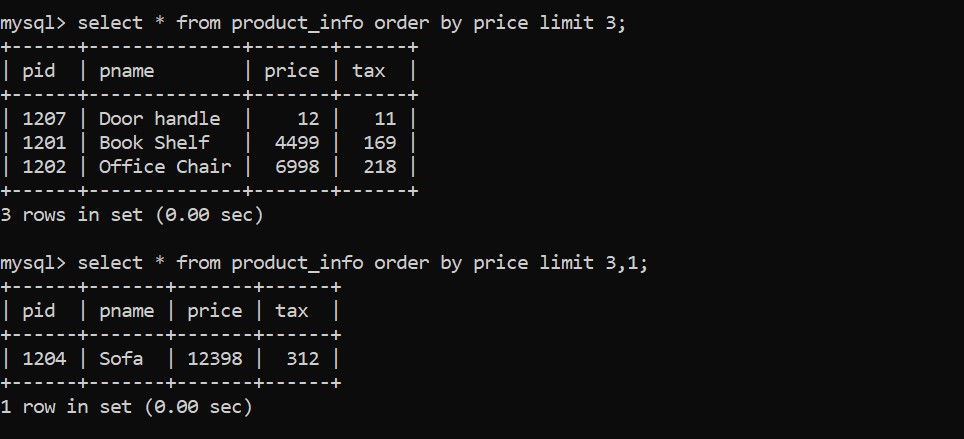 mysql> select * from product_info order by price limit 3;
+------+--------------+-------+------+
| pid  | pname        | price | tax  |
+------+--------------+-------+------+
| 1207 | Door handle  |    12 |   11 |
| 1201 | Book Shelf   |  4499 |  169 |
| 1202 | Office Chair |  6998 |  218 |
+------+--------------+-------+------+
3 rows in set (0.00 sec)
mysql> select * from product_info order by price limit 3,1;
+------+-------+-------+------+
| pid  | pname | price | tax  |
+------+-------+-------+------+
| 1204 | Sofa  | 12398 |  312 |
+------+-------+-------+------+
1 row in set (0.00 sec)